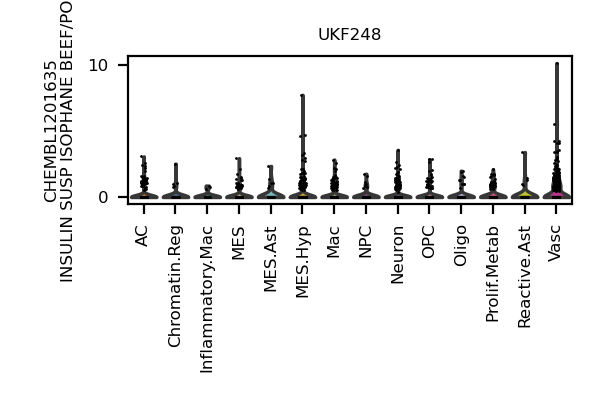 UKF248
CHEMBL1201635
INSULIN SUSP ISOPHANE BEEF/PO
10
0
AC
Chromatin.Reg
Inflammatory.Mac
MES
MES.Ast
MES.Hyp
Mac
NPC
Neuron
OPC
Oligo
Prolif.Metab
Reactive.Ast
Vasc